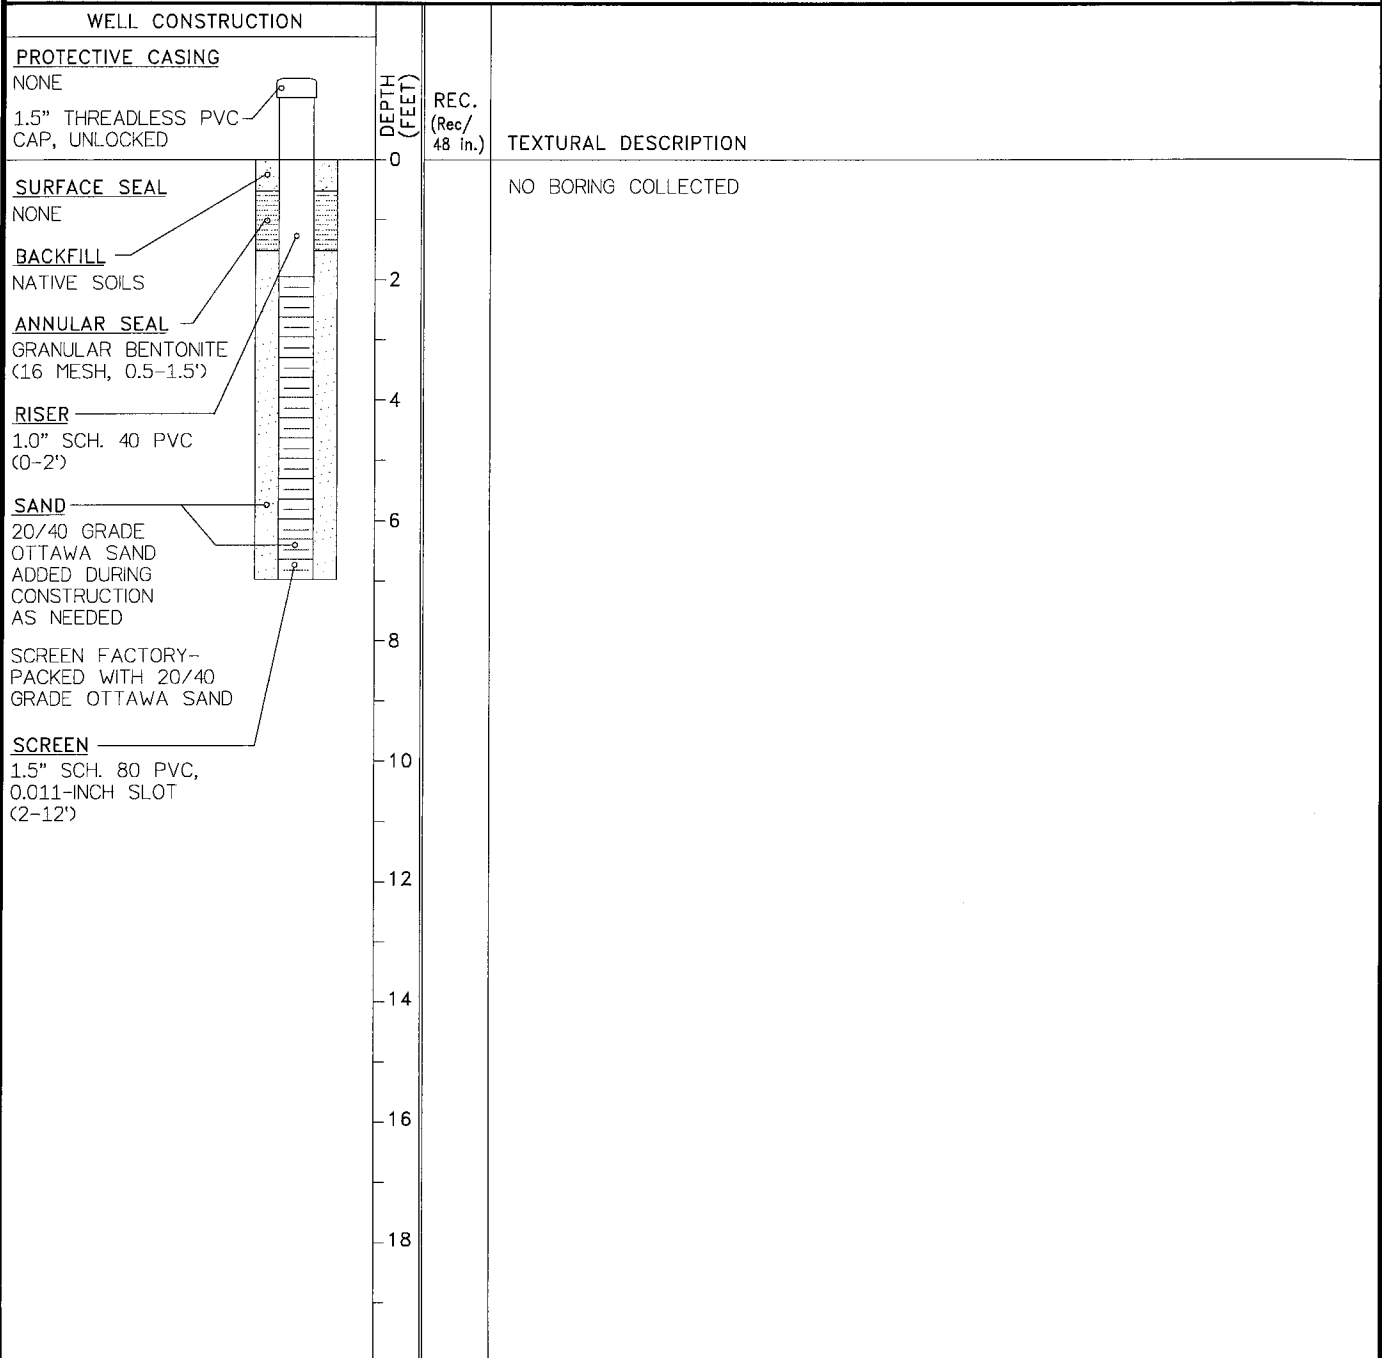 WELL CONSTRUCTION
PROTECTIVE CASING
NONE
1.5" THREADLESS PVC
CAP, UNLOCKED
SURFACE SEAL
NONE
BACKFILL
NATIVE SOILS
ANNULAR SEAL
GRANULAR BENTONITE
(16 MESH, 0.5-1.5')
RISER
1.0" SCH. 40 PVC
(0-2')
SAND
20/40 GRADE
OTTAWA SAND
ADDED DURING
CONSTRUCTION
AS NEEDED
SCREEN FACTORY-
PACKED WITH 20/40
GRADE OTTAWA SAND
SCREEN
1.5" SCH. 80 PVC,
0.011-INCH SLOT
(2-12')
DEPTH
(FEET)
0
2
4
6
8
10
12
14
16
18
REC.
(Rec/
48 in.)
TEXTURAL DESCRIPTION
NO BORING COLLECTED